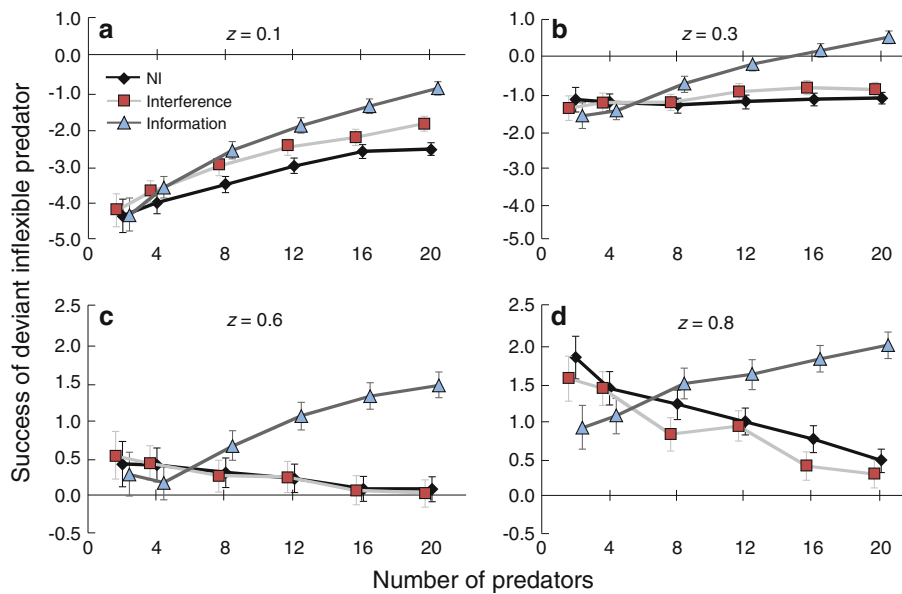 Success of deviant inflexible predator
a
z = 0.1
1.0
0.0
-1.0
-2.0
-3.0
-4.0
-5.0
NI
Interference
Information
0 4 8 12 16 20
b
z = 0.3
1.0
0.0
-1.0
-2.0
-3.0
-4.0
-5.0
0 4 8 12 16 20
c
z = 0.6
2.5
2.0
1.5
1.0
0.5
0.0
-0.5
0 4 8 12 16 20
d
z = 0.8
2.5
2.0
1.5
1.0
0.5
0.0
-0.5
0 4 8 12 16 20
Number of predators